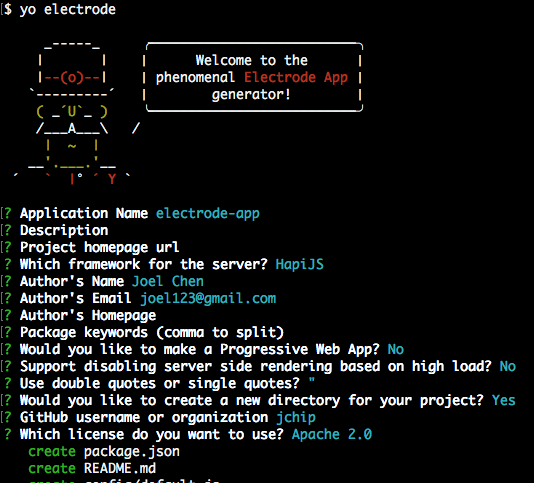 $ yo electrode
Welcome to the
phenomenal Electrode App
generator!
? Application Name electrode-app
? Description
? Project homepage url
? Which framework for the server? HapiJS
? Author's Name Joel Chen
? Author's Email joel123@gmail.com
? Author's Homepage
? Package keywords (comma to split)
? Would you like to make a Progressive Web App? No
? Support disabling server side rendering based on high load? No
? Use double quotes or single quotes? "
? Would you like to create a new directory for your project? Yes
? GitHub username or organization jchip
? Which license do you want to use? Apache 2.0
create package.json
create README.md
create config/default.js